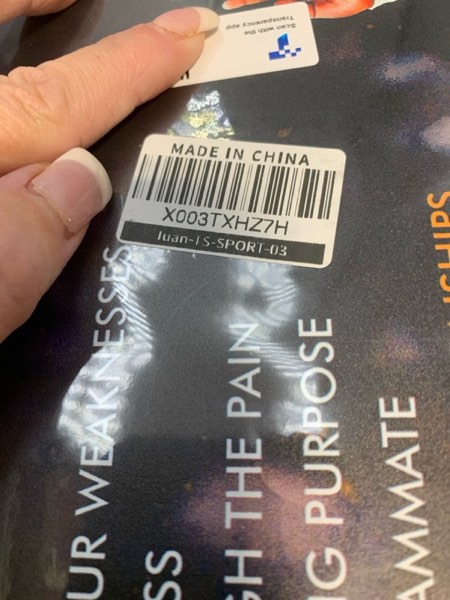 Scan with the
Transparency app
MADE IN CHINA
X003TXHZ7H
luan-LS-SPORT-03
UR WEAKNESSES
SS
GH THE PAIN
G PURPOSE
AMMATE
SHIPS